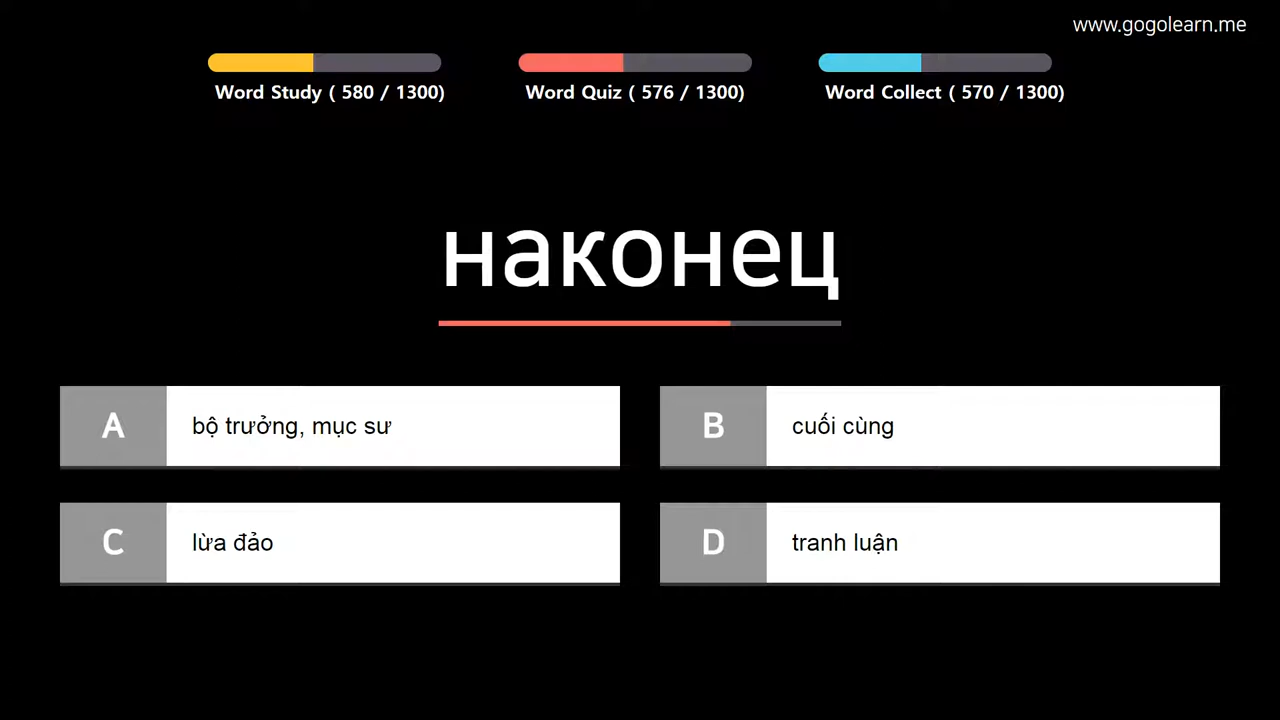 www.gogolearn.me
Word Study ( 580 / 1300)
Word Quiz ( 576 / 1300)
Word Collect ( 570 / 1300)
наконец
A bộ trưởng, mục sư
B cuối cùng
C lừa đảo
D tranh luận